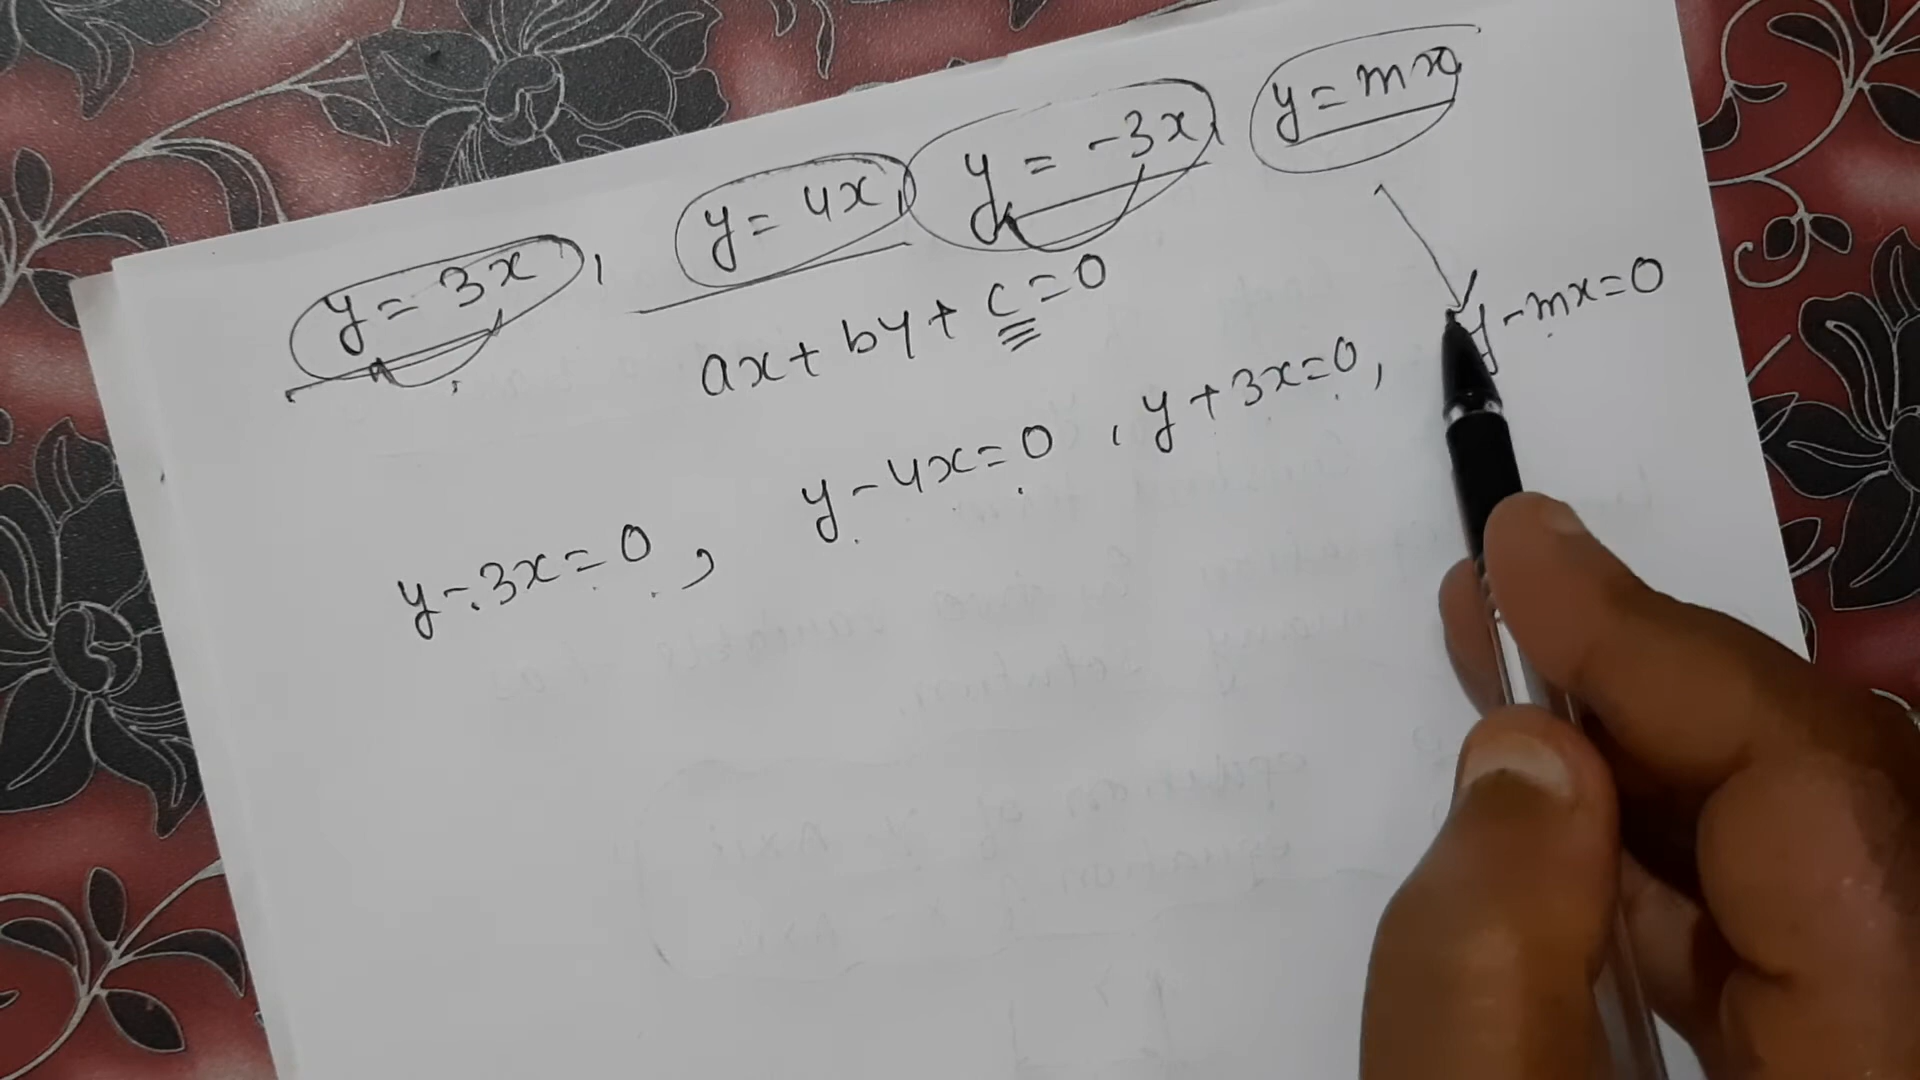 y = 3x, y = 4x, y = -3x, y = mx
ax + by + c = 0
y - 3x = 0, y - 4x = 0, y + 3x = 0, y - mx = 0